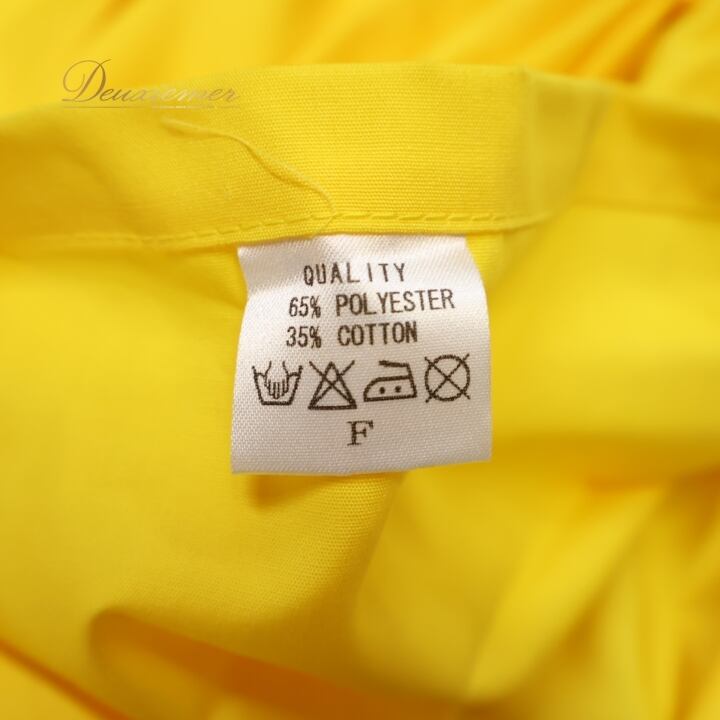 Deuxiemer
QUALITY
65% POLYESTER
35% COTTON
F